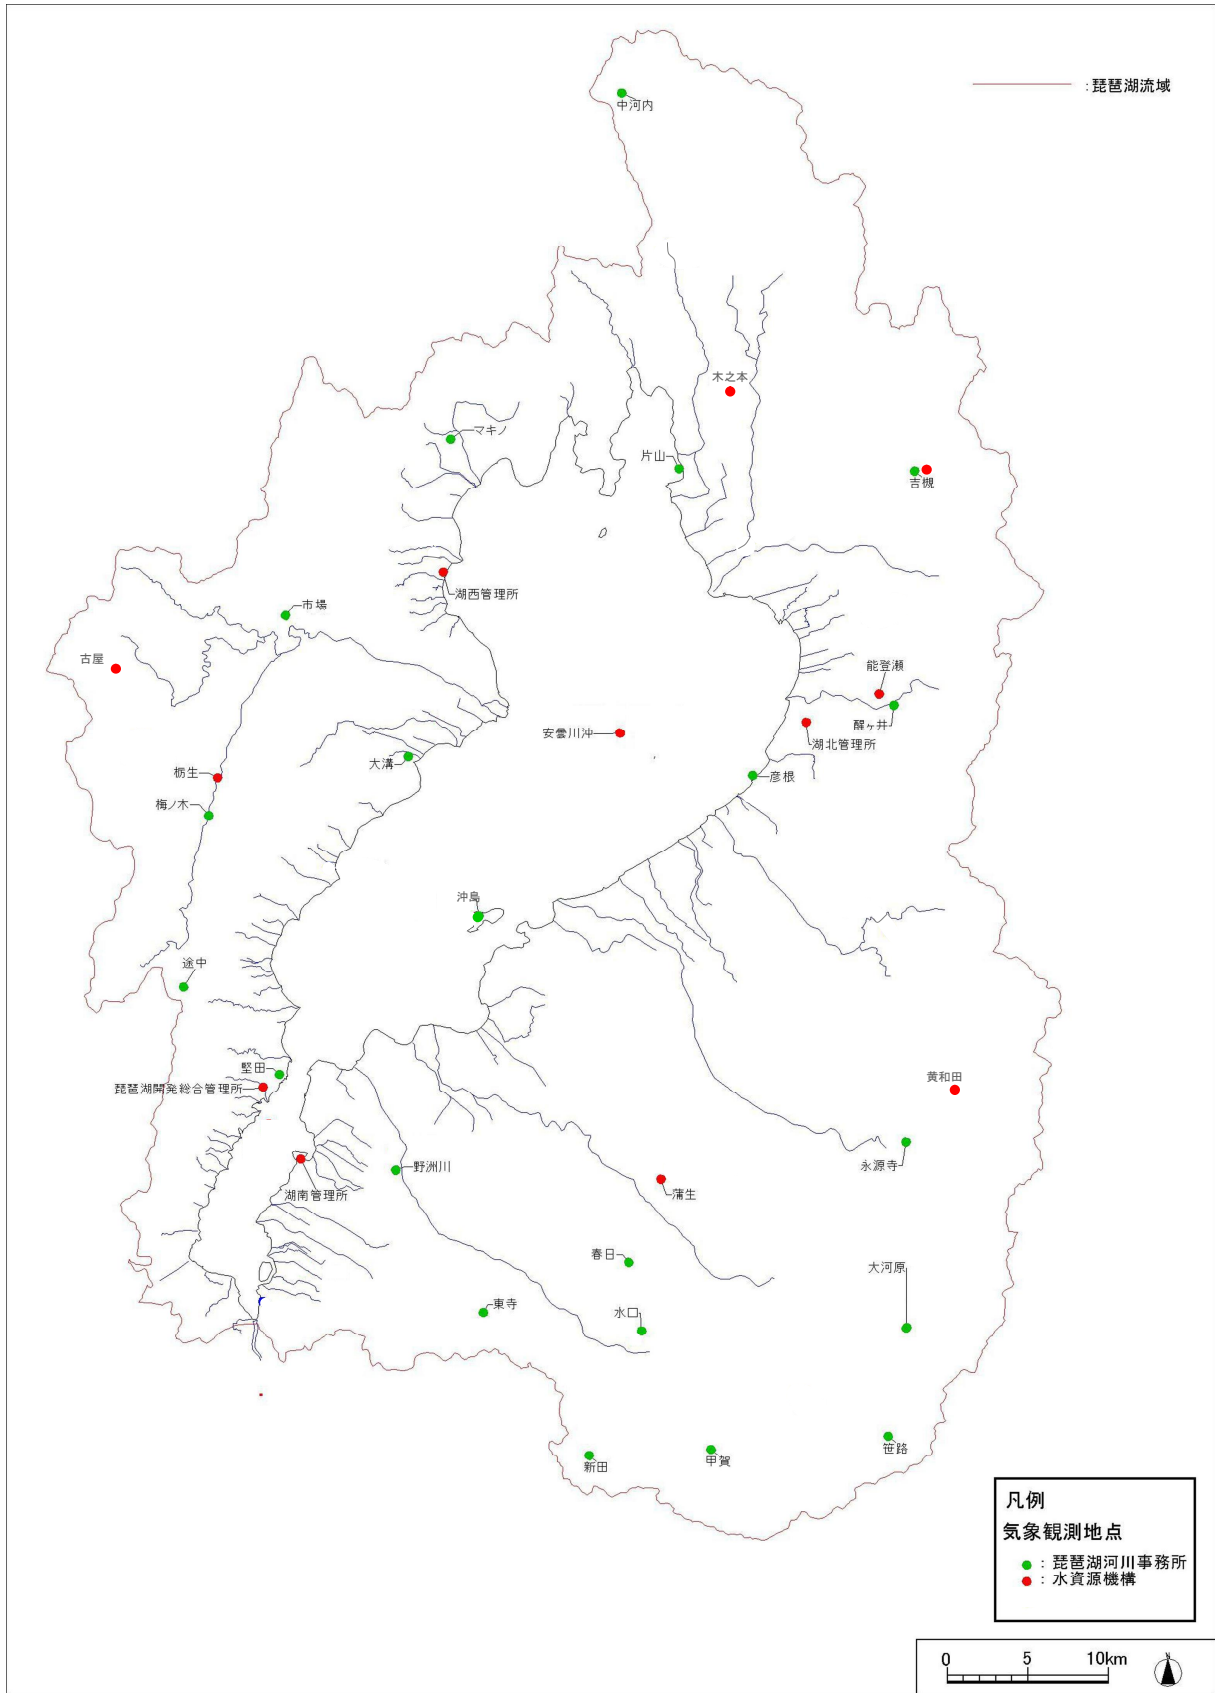 中河内
:琵琶湖流域
木之本
マキノ
片山
吉槻
湖西管理所
市場
古屋
能登瀬
醒ヶ井
安曇川沖
湖北管理所
大溝
栃生
彦根
梅ノ木
沖島
途中
堅田
琵琶湖開発総合管理所
黄和田
永源寺
野洲川
湖南管理所
蒲生
春日
大河原
東寺
水口
笹路
甲賀
新田
凡例
気象観測地点
：琵琶湖河川事務所
：水資源機構
0 5 10km
N